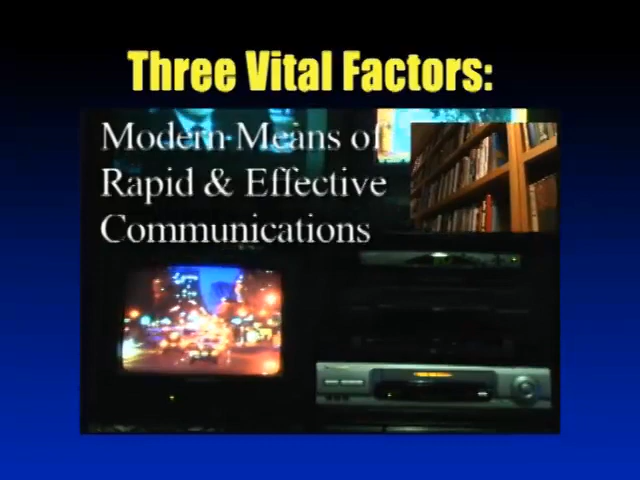 Three Vital Factors:
Modern Means of
Rapid & Effective
Communications